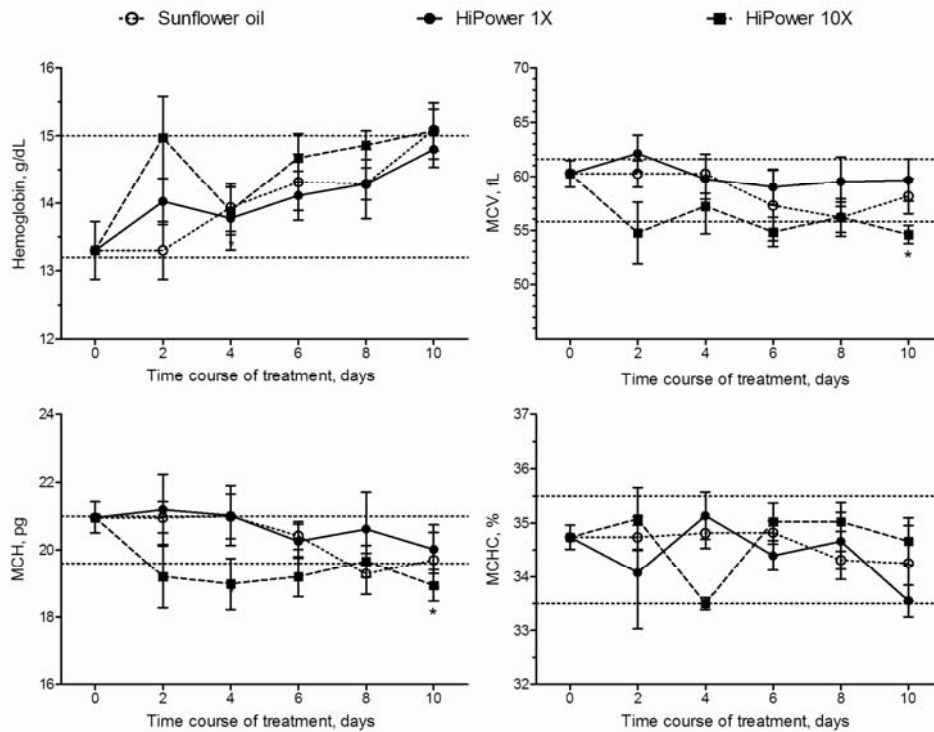 Sunflower oil HiPower 1X HiPower 10X
Hemoglobin, g/dL
16
15
14
13
12
0 2 4 6 8 10
Time course of treatment, days
*
MCV, fL
70
65
60
55
50
0 2 4 6 8 10
Time course of treatment, days
*
MCH, pg
24
22
20
18
16
0 2 4 6 8 10
Time course of treatment, days
*
MCHC, %
37
36
35
34
33
32
0 2 4 6 8 10
Time course of treatment, days